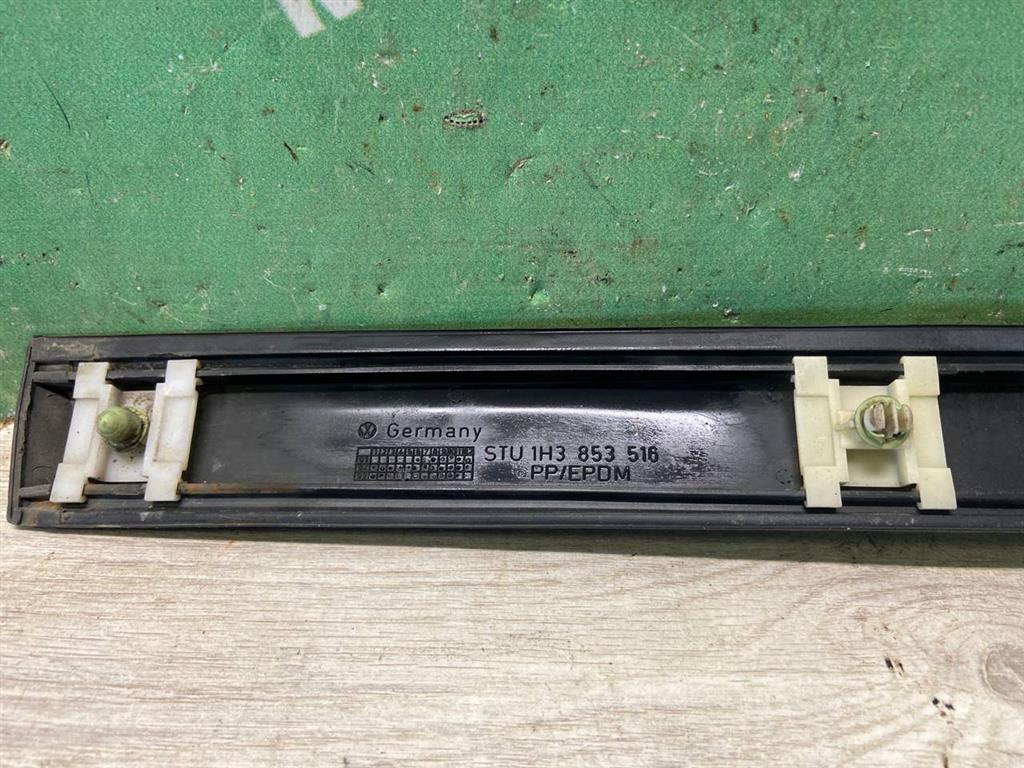 Germany
STU 1H3 853 516
PP/EPDM